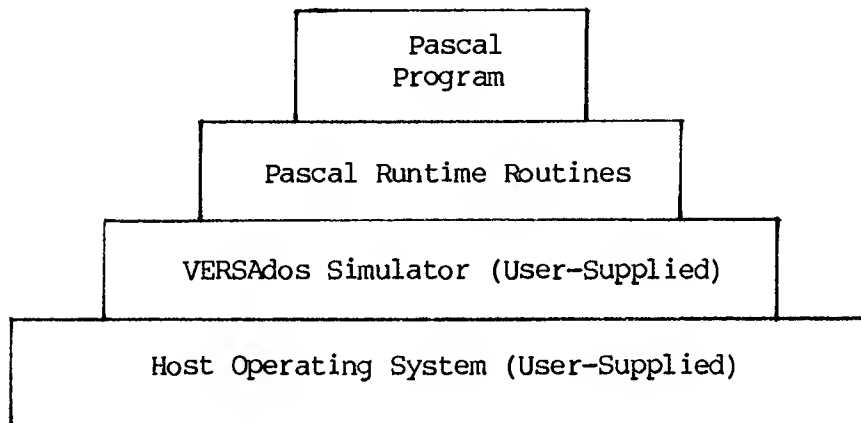 Pascal
Program
Pascal Runtime Routines
VERSAdos Simulator (User-Supplied)
Host Operating System (User-Supplied)